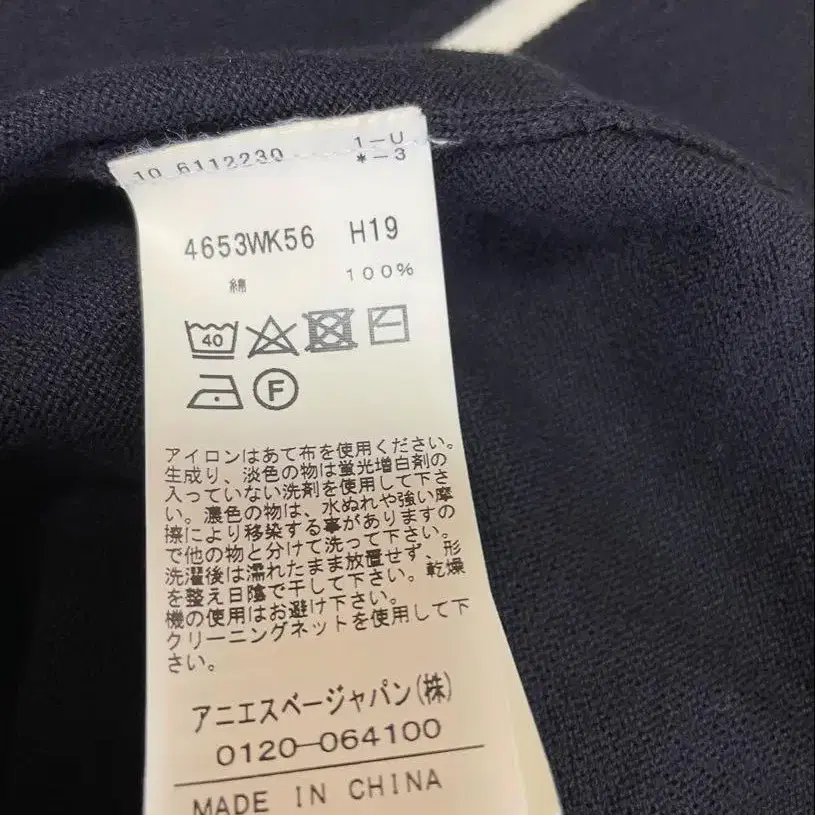 10 6112230 1-U
*-3
4653WK56 H19
綿 100%
40
F
アイロンはあて布を使用ください。
生成り、淡色の物は蛍光増白剤の
入っていない洗剤を使用して下さ
い。濃色の物は、水ぬれや強い摩
擦により移染する事がありますの
で他の物と分けて洗って下さい。
洗濯後は濡れたまま放置せず、形
を整え日陰で干して下さい。乾燥
機の使用はお避け下さい。
クリーニングネットを使用して下
さい。
アニエスベージャパン(株)
0120-064100
MADE IN CHINA